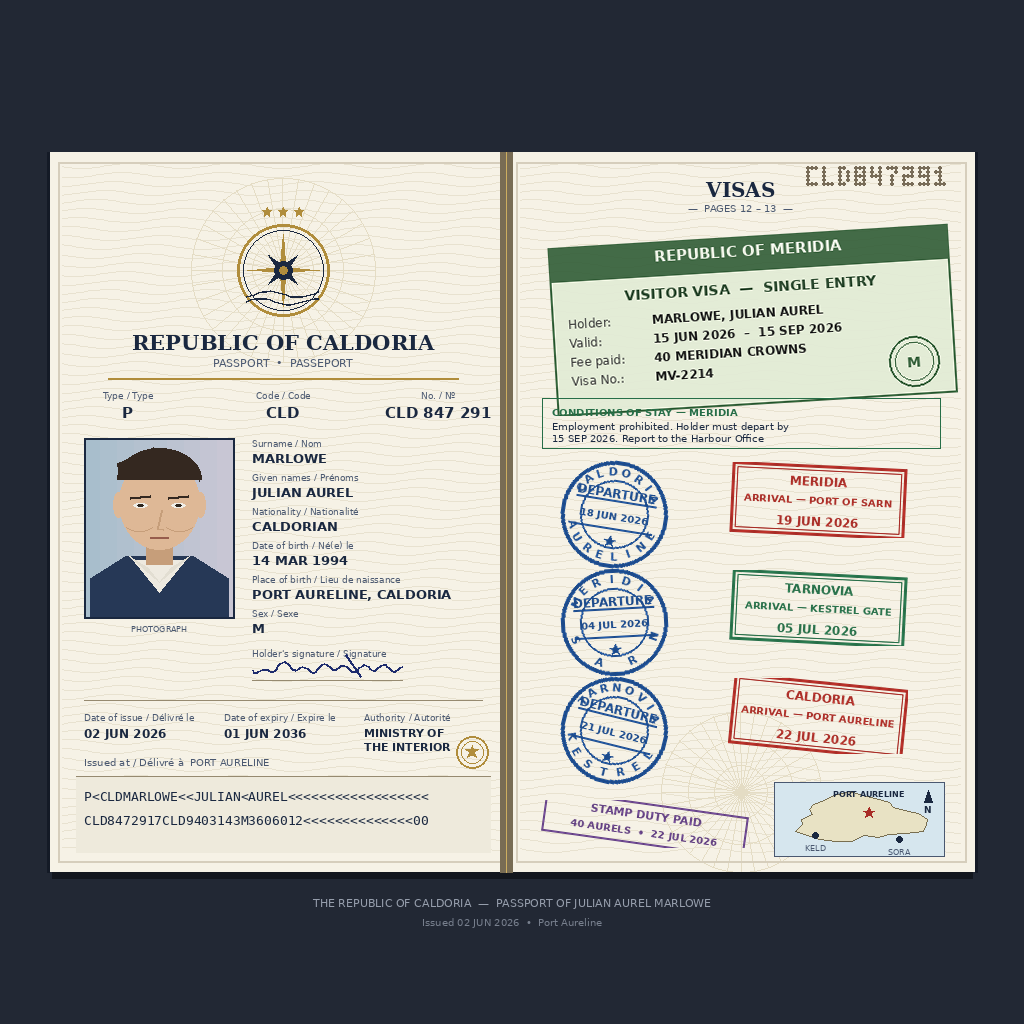 REPUBLIC OF CALDORIA
PASSPORT • PASSEPORT
Type / Type
P
Code / Code
CLD
No. / Nº
CLD 847 291
Surname / Nom
MARLOWE
Given names / Prénoms
JULIAN AUREL
Nationality / Nationalité
CALDORIAN
Date of birth / Né(e) le
14 MAR 1994
Place of birth / Lieu de naissance
PORT AURELINE, CALDORIA
Sex / Sexe
M
Holder's signature / Signature
PHOTOGRAPH
Date of issue / Délivré le
02 JUN 2026
Date of expiry / Expire le
01 JUN 2036
Authority / Autorité
MINISTRY OF
THE INTERIOR
Issued at / Délivré à PORT AURELINE
P<CLDMARLOWE<<JULIAN<AUREL<<<<<<<<<<<<<<<<<<
CLD8472917CLD9403143M3606012<<<<<<<<<<<<<<00
CLD847291
VISAS
— PAGES 12 – 13 —
REPUBLIC OF MERIDIA
VISITOR VISA — SINGLE ENTRY
Holder: MARLOWE, JULIAN AUREL
Valid: 15 JUN 2026 – 15 SEP 2026
Fee paid: 40 MERIDIAN CROWNS
Visa No.: MV-2214
M
CONDITIONS OF STAY — MERIDIA
Employment prohibited. Holder must depart by
15 SEP 2026. Report to the Harbour Office
CALDORIA
DEPARTURE
18 JUN 2026
AURELINE
MERIDIA
ARRIVAL — PORT OF SARN
19 JUN 2026
MERIDIA
DEPARTURE
04 JUL 2026
SARN
TARNOVIA
ARRIVAL — KESTREL GATE
05 JUL 2026
TARNOVIA
DEPARTURE
21 JUL 2026
KESTREL
CALDORIA
ARRIVAL — PORT AURELINE
22 JUL 2026
STAMP DUTY PAID
40 AURELS • 22 JUL 2026
PORT AURELINE
N
KELD
SORA
THE REPUBLIC OF CALDORIA — PASSPORT OF JULIAN AUREL MARLOWE
Issued 02 JUN 2026 • Port Aureline